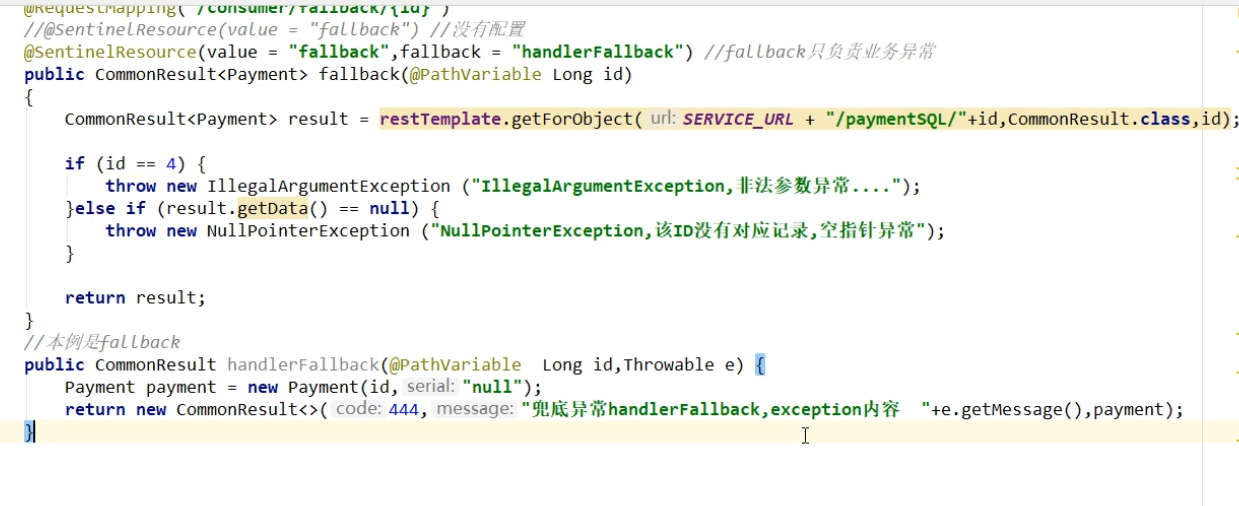 @RequestMapping("/consumer/fallback/{id}")
//@SentinelResource(value = "fallback") //没有配置
@SentinelResource(value = "fallback",fallback = "handlerFallback") //fallback只负责业务异常
public CommonResult<Payment> fallback(@PathVariable Long id)
{
CommonResult<Payment> result = restTemplate.getForObject( url: SERVICE_URL + "/paymentSQL/"+id,CommonResult.class,id);
if (id == 4) {
throw new IllegalArgumentException ("IllegalArgumentException,非法参数异常....");
}else if (result.getData() == null) {
throw new NullPointerException ("NullPointerException,该ID没有对应记录,空指针异常");
}
return result;
}
//本例是fallback
public CommonResult handlerFallback(@PathVariable  Long id,Throwable e) {
Payment payment = new Payment(id, serial: "null");
return new CommonResult<>( code: 444, message: "兜底异常handlerFallback,exception内容  "+e.getMessage(),payment);
}